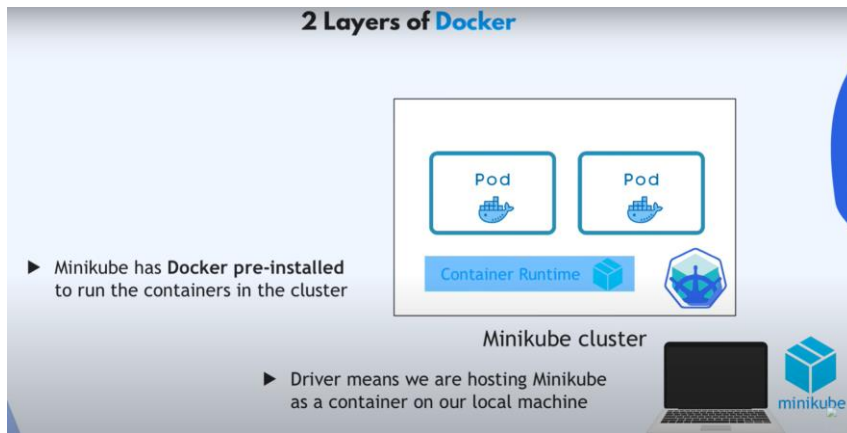 2 Layers of Docker
Pod
Pod
Container Runtime
▶ Minikube has Docker pre-installed
to run the containers in the cluster
Minikube cluster
▶ Driver means we are hosting Minikube
as a container on our local machine
minikube